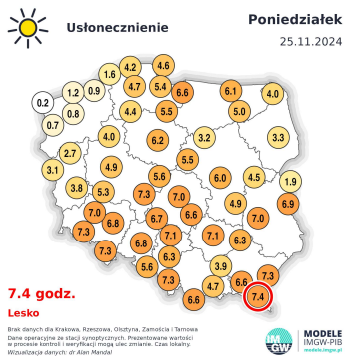 Usłonecznienie
Poniedziałek
25.11.2024
4.2 4.6
1.6
4.7 5.4
1.2 0.9 6.6 6.1 4.0
0.2
0.8 4.4 5.5 5.0
0.7
4.0 6.2 3.2 3.3
2.7
5.5
3.1 4.9
5.6 6.0 4.5 1.9
3.8 5.3
7.3 7.0
4.9 6.9
7.0 6.7 6.6 7.0
6.8
7.3 7.1 7.1 6.3
6.8
7.3 6.3
5.6 3.9
7.3 6.6 7.3
4.7
6.6 7.4
7.4 godz.
Lesko
Brak danych dla Krakowa, Rzeszowa, Olsztyna, Zamościa i Tarnowa
Dane operacyjne ze stacji synoptycznych. Prezentowane wartości
w procesie kontroli i weryfikacji mogą ulec zmianie. Czas lokalny.
Wizualizacja danych: dr Alan Mandal
IM
GW
MODELE
IMGW-PIB
modele.imgw.pl